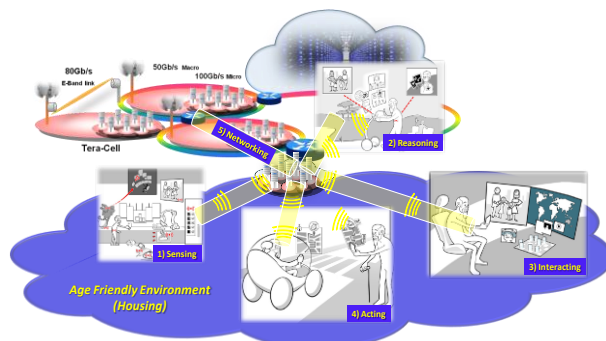 80Gb/s
E-Band link
50Gb/s Macro
100Gb/s Micro
Tera-Cell
5) Networking
2) Reasoning
1) Sensing
3) Interacting
4) Acting
Age Friendly Environment
(Housing)